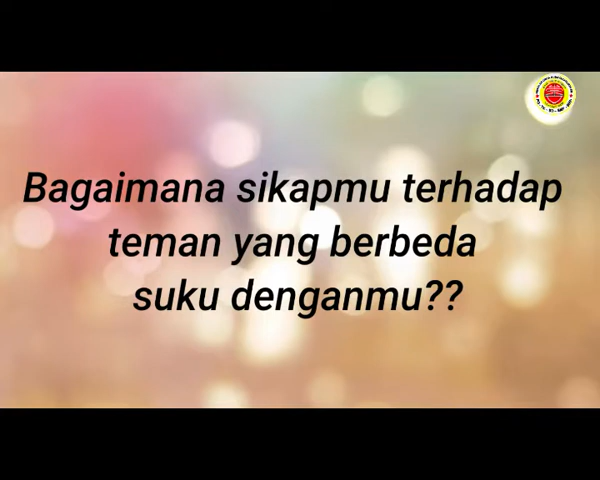 Bagaimana sikapmu terhadap
teman yang berbeda
suku denganmu??